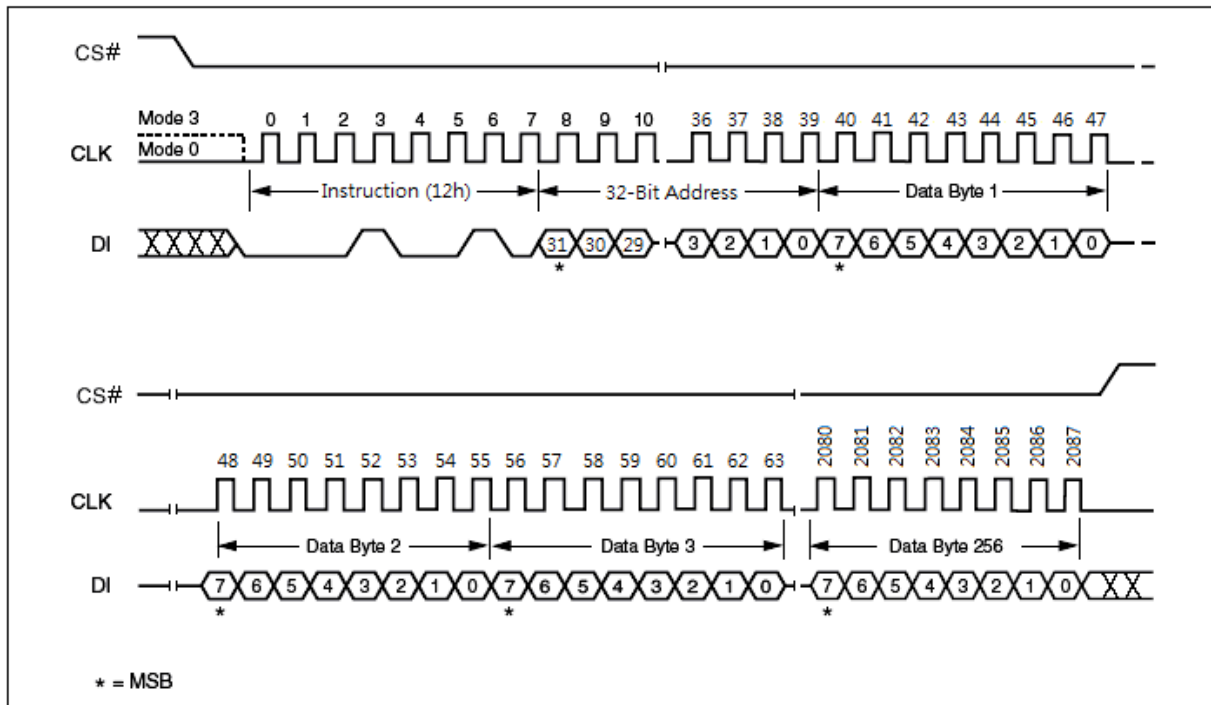 CS#
Mode 3
Mode 0
CLK
0 1 2 3 4 5 6 7 8 9 10 36 37 38 39 40 41 42 43 44 45 46 47
Instruction (12h) 32-Bit Address Data Byte 1
DI
31 30 29 3 2 1 0 7 6 5 4 3 2 1 0
* *
CS#
48 49 50 51 52 53 54 55 56 57 58 59 60 61 62 63 2080 2081 2082 2083 2084 2085 2086 2087
CLK
Data Byte 2 Data Byte 3 Data Byte 256
DI
7 6 5 4 3 2 1 0 7 6 5 4 3 2 1 0 7 6 5 4 3 2 1 0
* * *
* = MSB